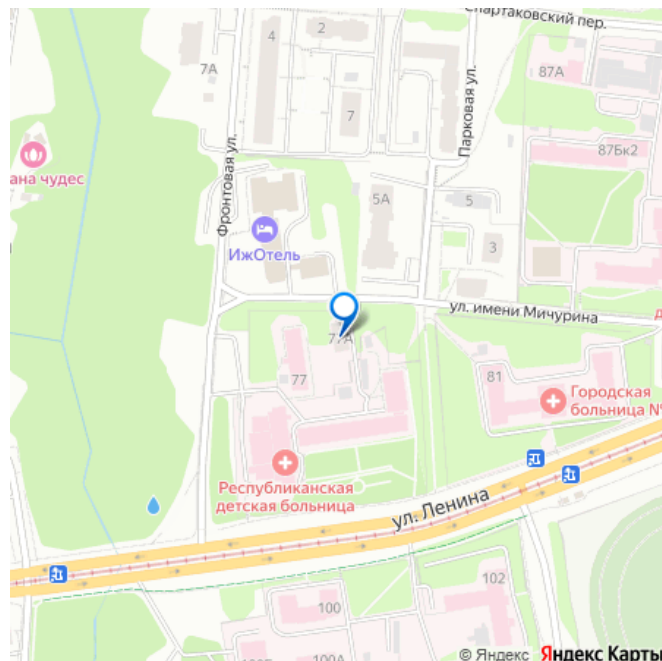 Спартаковский пер.
4
2
7А
87А
7
Парковая ул.
Фронтовая ул.
87Бк2
ана чудес
5А
5
ИжОтель
3
ул. имени Мичурина
77А
д
77
81
Городская
больница №
Республиканская
детская больница
ул. Ленина
102
100
100А
© Яндекс Яндекс Карты